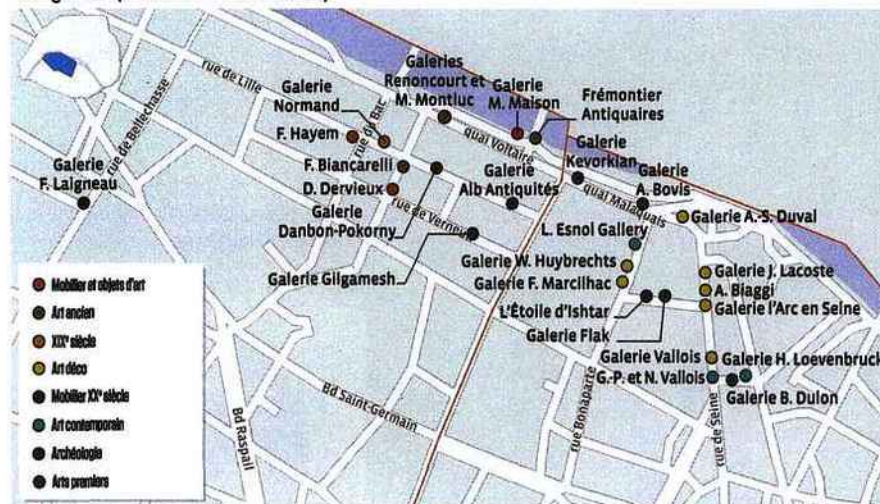 rue de Lille
Galerie
Normand
Galeries
Renoncourt et
M. Montluc
Galerie
M. Maison
Frémontier
Antiquaires
rue de Bellechasse
F. Hayem
rue du Bac
quai Voltaire
Galerie
Kevorkian
Galerie
F. Laigneau
F. Biancarelli
D. Dervieux
Galerie
Alb Antiquités
Galerie
A. Bovis
quai Malaquais
Galerie A.-S. Duval
Galerie
Danbon-Pokorny
rue de Verneuil
L. Esnol Gallery
Galerie Gilgamesh
Galerie W. Huybrechts
Galerie F. Marcilhac
Galerie J. Lacoste
A. Biaggi
Galerie l'Arc en Seine
L'Étoile d'Ishtar
Galerie Flak
Galerie Vallois
Galerie H. Loevenbruck
G.-P. et N. Vallois
Galerie B. Dulon
Bd Saint-Germain
Bd Raspail
rue Bonaparte
rue de Seine
Mobilier et objets d'art
Art ancien
XIXe siècle
Art déco
Mobilier XXe siècle
Art contemporain
Archéologie
Arts premiers